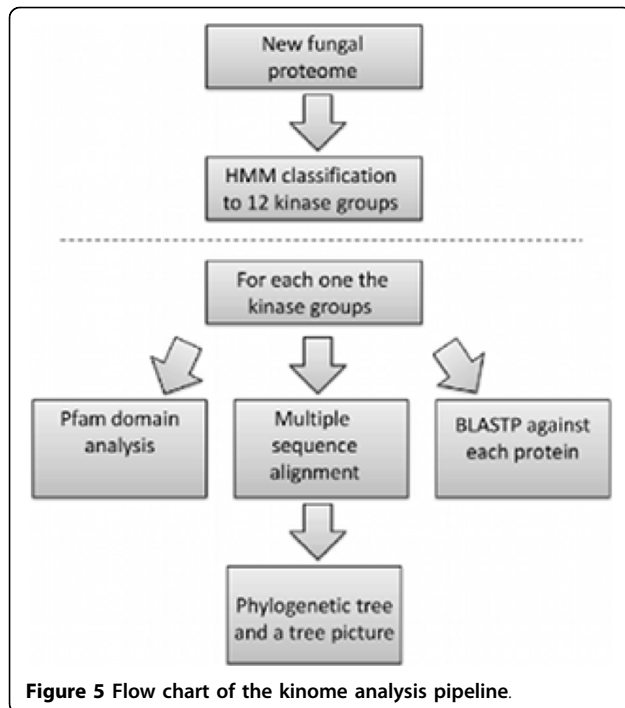 New fungal
proteome
HMM classification
to 12 kinase groups
For each one the
kinase groups
Pfam domain
analysis
Multiple
sequence
alignment
BLASTP against
each protein
Phylogenetic tree
and a tree picture
Figure 5 Flow chart of the kinome analysis pipeline.